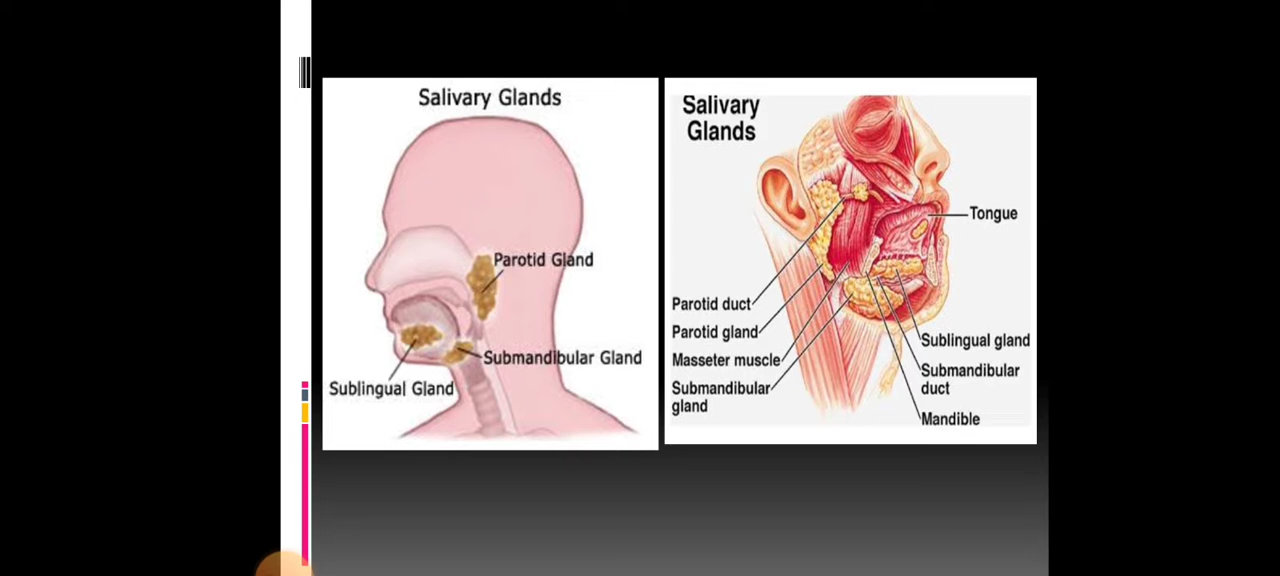 Salivary Glands
Parotid Gland
Submandibular Gland
Sublingual Gland
Salivary
Glands
Tongue
Parotid duct
Parotid gland
Masseter muscle
Submandibular
gland
Sublingual gland
Submandibular
duct
Mandible